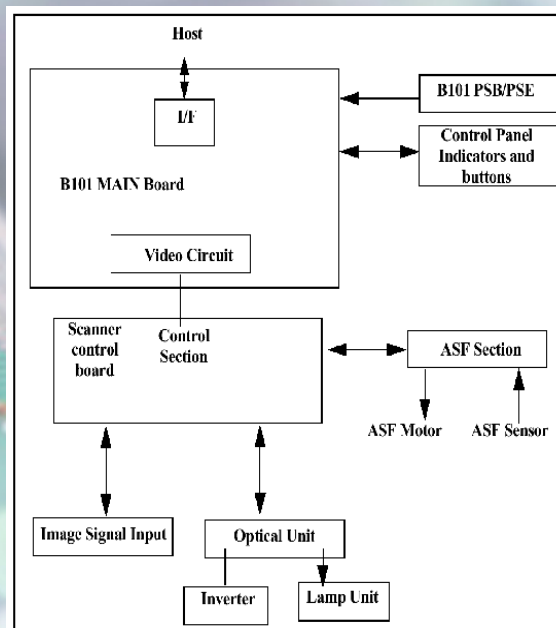 Host
I/F
B101 PSB/PSE
Control Panel
Indicators and
buttons
B101 MAIN Board
Video Circuit
Scanner
control
board
Control
Section
ASF Section
ASF Motor
ASF Sensor
Image Signal Input
Optical Unit
Inverter
Lamp Unit